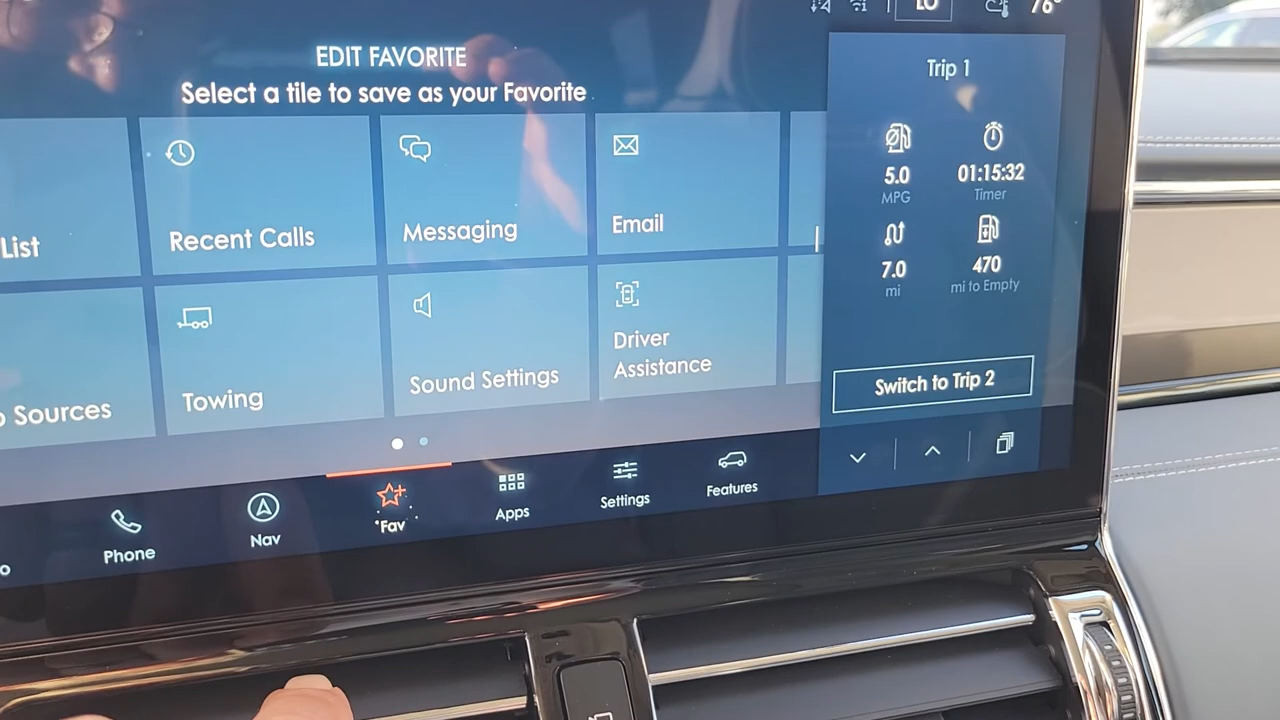 LO
76°
EDIT FAVORITE
Select a tile to save as your Favorite
List
Recent Calls
Messaging
Email
Sources
Towing
Sound Settings
Driver
Assistance
Trip 1
5.0
MPG
01:15:32
Timer
7.0
mi
470
mi to Empty
Switch to Trip 2
Phone
Nav
Fav
Apps
Settings
Features